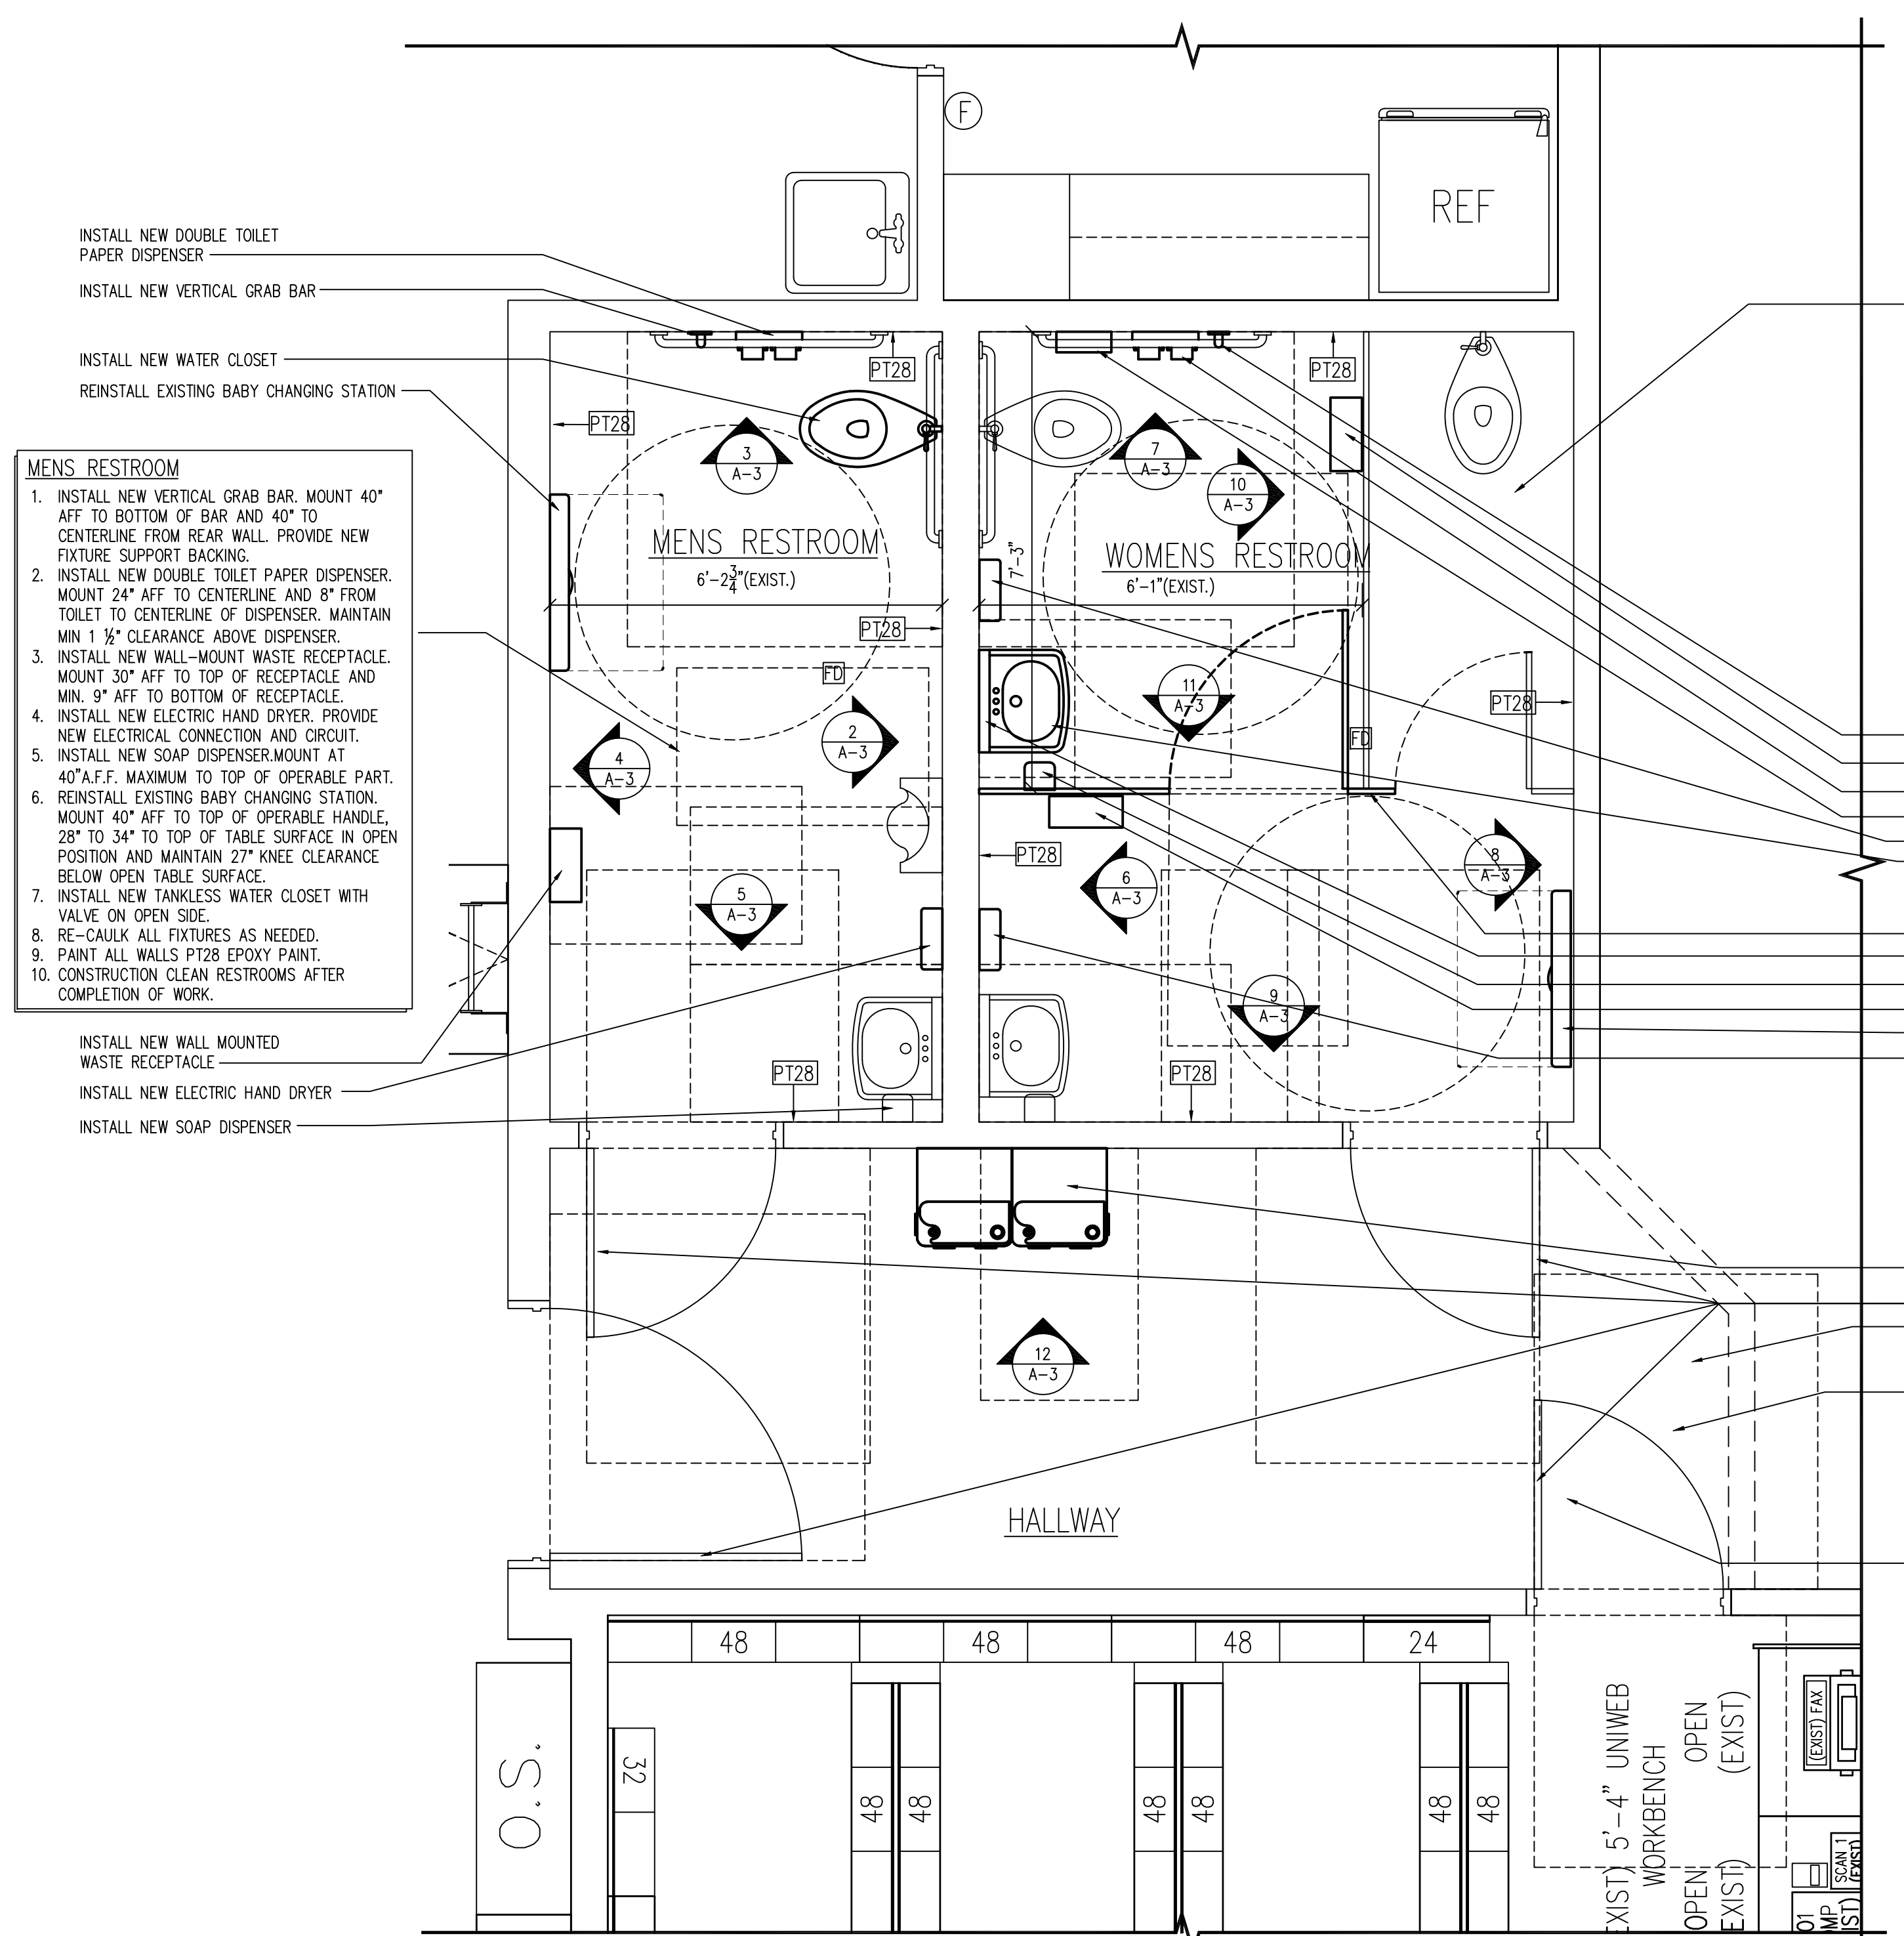 F
REF
INSTALL NEW DOUBLE TOILET
PAPER DISPENSER
INSTALL NEW VERTICAL GRAB BAR
INSTALL NEW WATER CLOSET
REINSTALL EXISTING BABY CHANGING STATION
MENS RESTROOM
1. INSTALL NEW VERTICAL GRAB BAR. MOUNT 40"
AFF TO BOTTOM OF BAR AND 40" TO
CENTERLINE FROM REAR WALL. PROVIDE NEW
FIXTURE SUPPORT BACKING.
2. INSTALL NEW DOUBLE TOILET PAPER DISPENSER.
MOUNT 24" AFF TO CENTERLINE AND 8" FROM
TOILET TO CENTERLINE OF DISPENSER. MAINTAIN
MIN 1 ½" CLEARANCE ABOVE DISPENSER.
3. INSTALL NEW WALL-MOUNT WASTE RECEPTACLE.
MOUNT 30" AFF TO TOP OF RECEPTACLE AND
MIN. 9" AFF TO BOTTOM OF RECEPTACLE.
4. INSTALL NEW ELECTRIC HAND DRYER. PROVIDE
NEW ELECTRICAL CONNECTION AND CIRCUIT.
5. INSTALL NEW SOAP DISPENSER.MOUNT AT
40"A.F.F. MAXIMUM TO TOP OF OPERABLE PART.
6. REINSTALL EXISTING BABY CHANGING STATION.
MOUNT 40" AFF TO TOP OF OPERABLE HANDLE,
28" TO 34" TO TOP OF TABLE SURFACE IN OPEN
POSITION AND MAINTAIN 27" KNEE CLEARANCE
BELOW OPEN TABLE SURFACE.
7. INSTALL NEW TANKLESS WATER CLOSET WITH
VALVE ON OPEN SIDE.
8. RE-CAULK ALL FIXTURES AS NEEDED.
9. PAINT ALL WALLS PT28 EPOXY PAINT.
10. CONSTRUCTION CLEAN RESTROOMS AFTER
COMPLETION OF WORK.
INSTALL NEW WALL MOUNTED
WASTE RECEPTACLE
INSTALL NEW ELECTRIC HAND DRYER
INSTALL NEW SOAP DISPENSER
PT28
PT28
3
A-3
MENS RESTROOM
6'-2¾"(EXIST.)
PT28
FD
2
A-3
4
A-3
5
A-3
PT28
PT28
7
A-3
10
A-3
7'-3"
WOMENS RESTROOM
6'-1"(EXIST.)
11
A-3
FD
PT28
PT28
6
A-3
8
A-3
9
A-3
PT28
12
A-3
HALLWAY
48
48
48
24
O.S.
32
48
48
48
48
48
48
EXIST) 5'-4" UNIWEB
WORKBENCH
OPEN
(EXIST)
OPEN
EXIST)
(EXIST) FAX
SCAN 1
(EXIST)